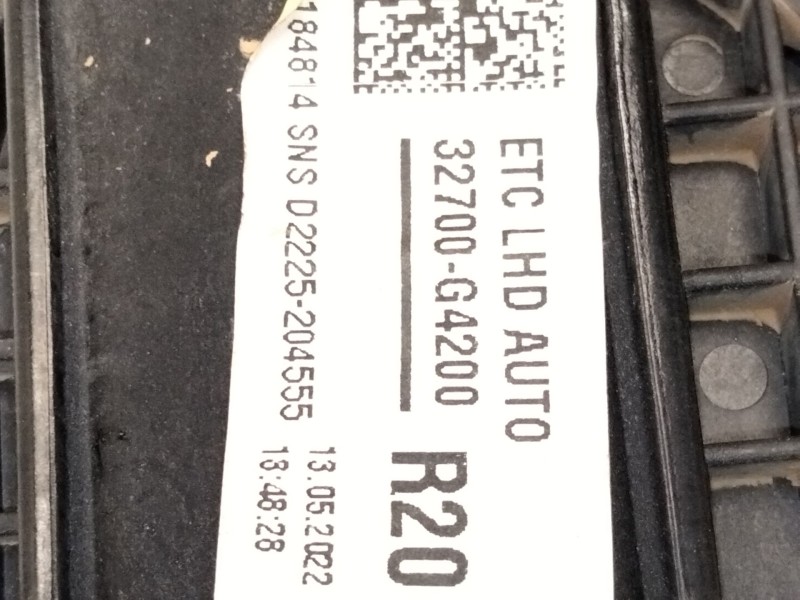 ETC LHD AUTO
32700-G4200
R20
184814 SNS D2225-204555
13.05.2022
13:48:28